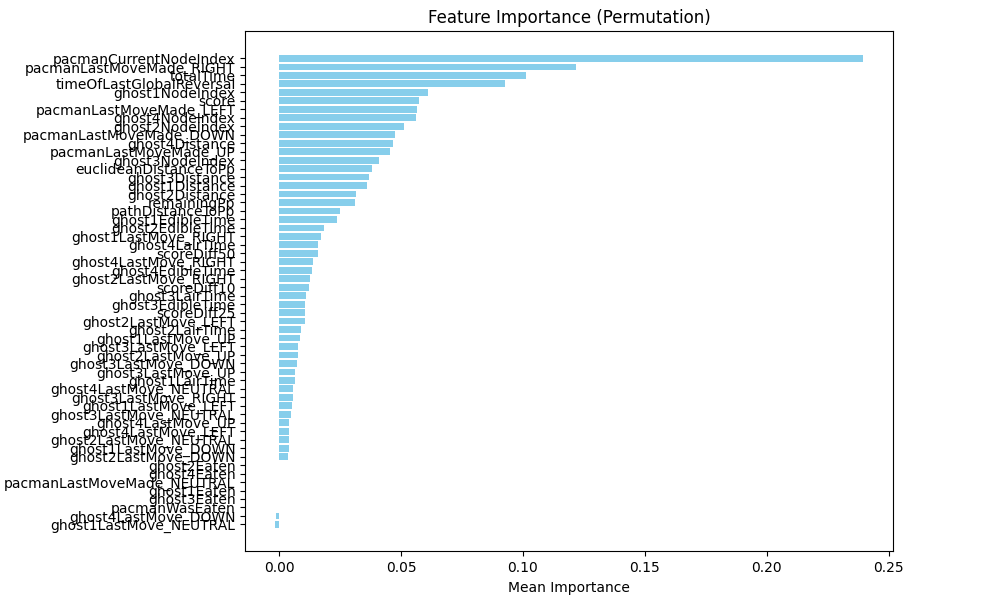 Feature Importance (Permutation)
pacmanCurrentNodeIndex
pacmanLastMoveMade_RIGHT
totalTime
timeOfLastGlobalReversal
ghost1NodeIndex
score
pacmanLastMoveMade_LEFT
ghost4NodeIndex
ghost2NodeIndex
pacmanLastMoveMade_DOWN
ghost4Distance
pacmanLastMoveMade_UP
ghost3NodeIndex
euclideanDistanceToPp
ghost3Distance
ghost1Distance
ghost2Distance
remainingPp
pathDistanceToPp
ghost1EdibleTime
ghost2EdibleTime
ghost1LastMove_RIGHT
ghost4LairTime
scoreDiff50
ghost4LastMove_RIGHT
ghost4EdibleTime
ghost2LastMove_RIGHT
scoreDiff10
ghost3LairTime
ghost3EdibleTime
scoreDiff25
ghost2LastMove_LEFT
ghost2LairTime
ghost1LastMove_UP
ghost3LastMove_LEFT
ghost2LastMove_UP
ghost3LastMove_DOWN
ghost3LastMove_UP
ghost1LairTime
ghost4LastMove_NEUTRAL
ghost3LastMove_RIGHT
ghost1LastMove_LEFT
ghost3LastMove_NEUTRAL
ghost4LastMove_UP
ghost4LastMove_LEFT
ghost2LastMove_NEUTRAL
ghost1LastMove_DOWN
ghost2LastMove_DOWN
ghost2Eaten
ghost4Eaten
pacmanLastMoveMade_NEUTRAL
ghost1Eaten
ghost3Eaten
pacmanWasEaten
ghost4LastMove_DOWN
ghost1LastMove_NEUTRAL
0.00 0.05 0.10 0.15 0.20 0.25
Mean Importance